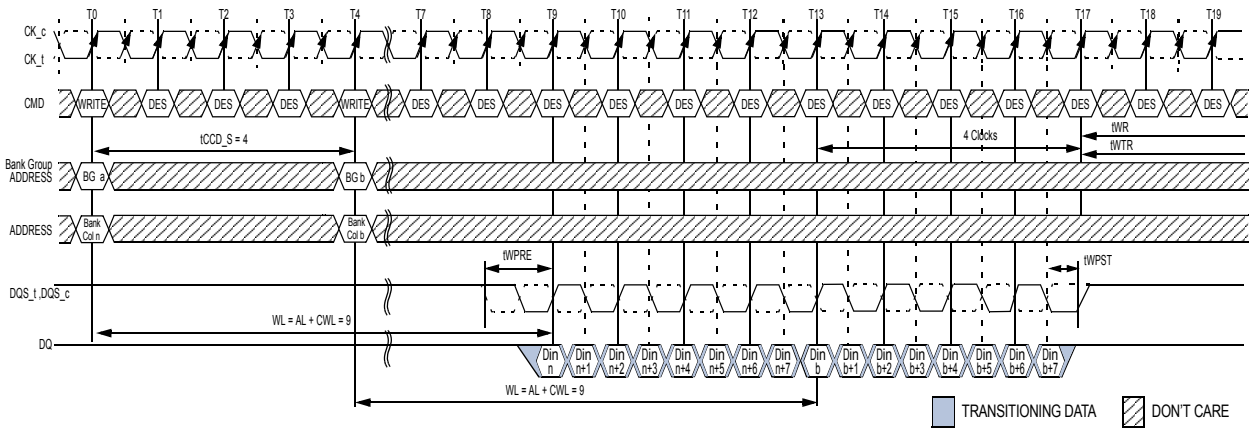 T0 T1 T2 T3 T4 T7 T8 T9 T10 T11 T12 T13 T14 T15 T16 T17 T18 T19
CK_c
CK_t
CMD WRITE DES DES DES WRITE DES DES DES DES DES DES DES DES DES DES DES DES DES
tCCD_S = 4
4 Clocks
tWR
tWTR
Bank Group
ADDRESS
BG a
BG b
ADDRESS
Bank
Col n
Bank
Col b
tWPRE
tWPST
DQS_t ,DQS_c
WL = AL + CWL = 9
DQ
Din n
Din n+1
Din n+2
Din n+3
Din n+4
Din n+5
Din n+6
Din n+7
Din b
Din b+1
Din b+2
Din b+3
Din b+4
Din b+5
Din b+6
Din b+7
WL = AL + CWL = 9
TRANSITIONING DATA
DON'T CARE